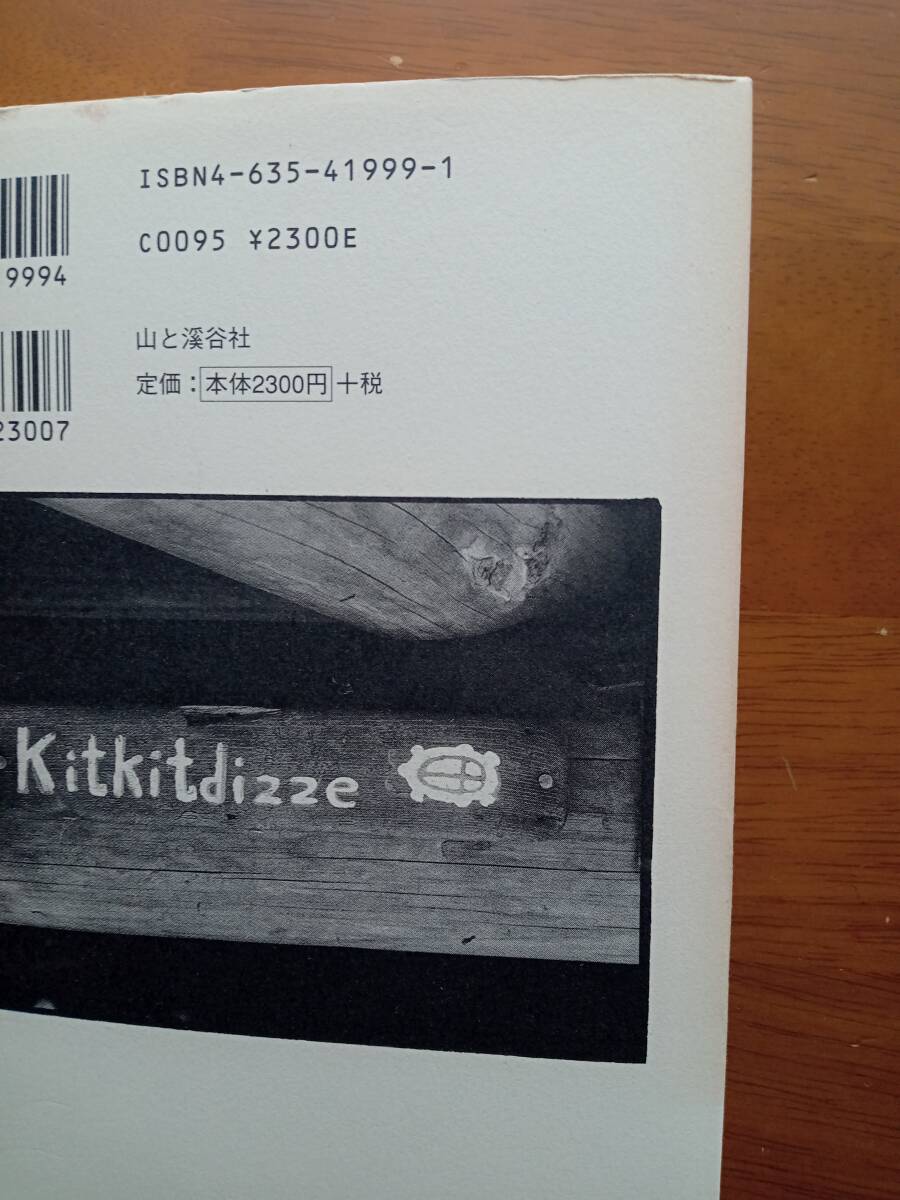 ISBN4-635-41999-1
C0095 ¥2300E
9994
山と溪谷社
定価：本体2300円＋税
23007
Kitkitdizze